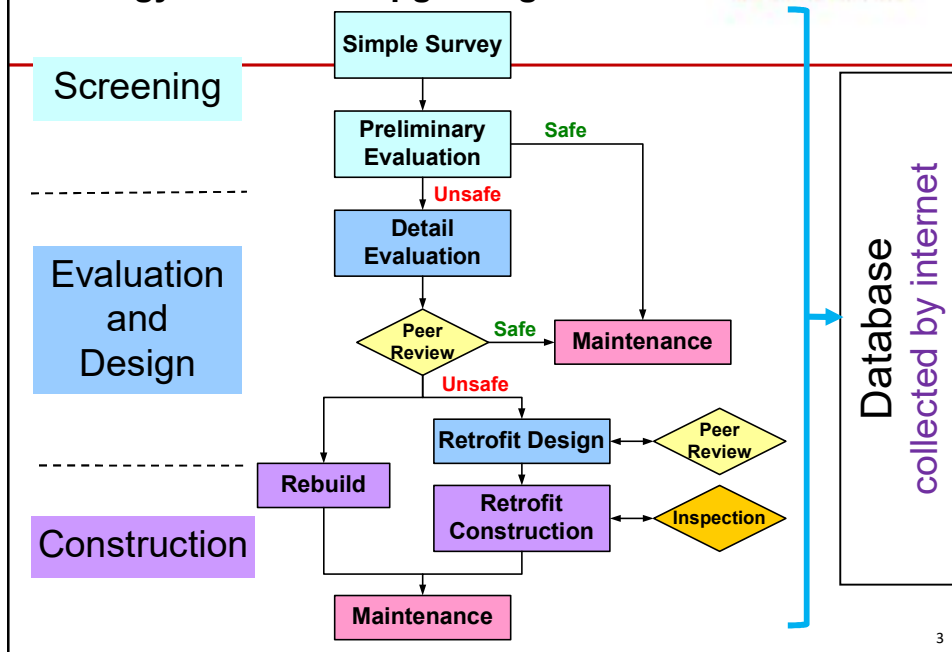 Simple Survey
Screening
Preliminary
Evaluation
Safe
Unsafe
Detail
Evaluation
Evaluation
and
Design
Peer
Review
Safe
Maintenance
Unsafe
Retrofit Design
Peer
Review
Rebuild
Retrofit
Construction
Inspection
Construction
Maintenance
Database
collected by internet
3